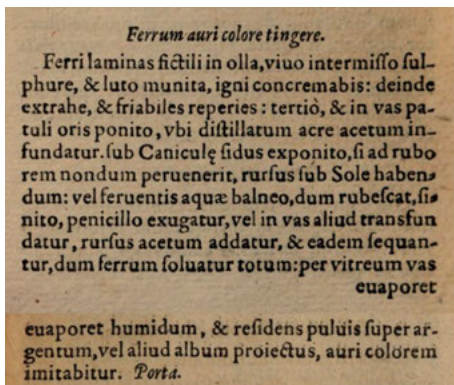 Ferrum auri colore tingere.
Ferri laminas fictili in olla, viuo intermiſſo ſul-
phure, & luto munita, igni concremabis: deinde
extrahe, & friabiles reperies: tertiò, & in vas pa-
tuli oris ponito, vbi diſtillatum acre acetum in-
fundatur. ſub Caniculę ſidus exponito, ſi ad rubo
rem nondum peruenerit, rurſus ſub Sole haben-
dum: vel feruentis aquæ balneo, dum rubeſcat, ſi-
nito, penicillo exugatur, vel in vas aliud transfun
datur, rurſus acetum addatur, & eadem ſequan-
tur, dum ferrum ſoluatur totum: per vitreum vas
euaporet
euaporet humidum, & reſidens puluis ſuper ar-
gentum, vel aliud album proiectus, auri colorem
imitabitur. Porta.